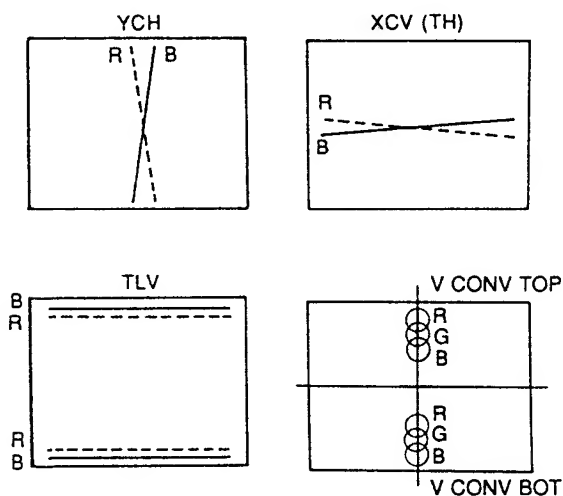 YCH
R B
XCV (TH)
R
B
TLV
B
R
R
B
V CONV TOP
R
G
B
R
G
B
V CONV BOT